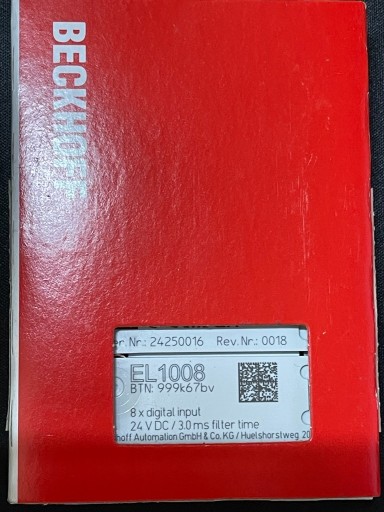 BECKHOFF
er.Nr.: 24250016 Rev.Nr.: 0018
EL1008
BTN: 999k67bv
8 x digital input
24 V DC / 3.0 ms filter time
hoff Automation GmbH & Co. KG / Huelshorstweg 20